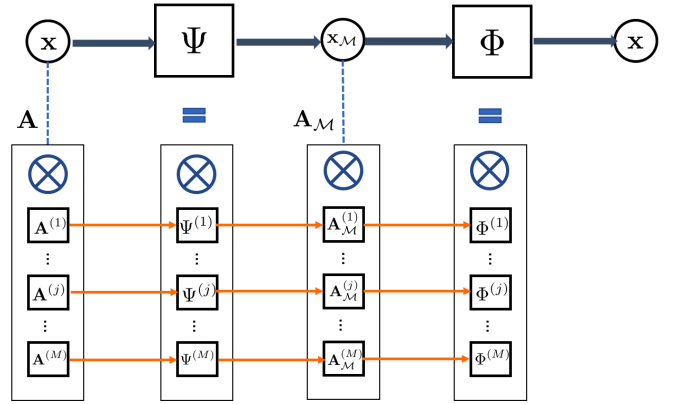 x Ψ x_ℳ Φ x
A = A_ℳ =
⊗ ⊗ ⊗ ⊗
A^(1) Ψ^(1) A_ℳ^(1) Φ^(1)
⋮ ⋮ ⋮ ⋮
A^(j) Ψ^(j) A_ℳ^(j) Φ^(j)
⋮ ⋮ ⋮ ⋮
A^(M) Ψ^(M) A_ℳ^(M) Φ^(M)